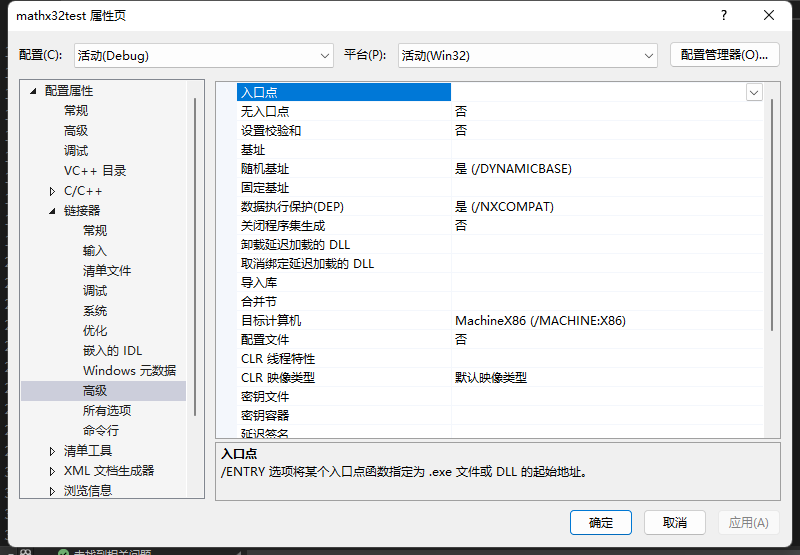 mathx32test 属性页
配置(C): 活动(Debug) 平台(P): 活动(Win32) 配置管理器(O)...
配置属性
常规
高级
调试
VC++ 目录
C/C++
链接器
常规
输入
清单文件
调试
系统
优化
嵌入的 IDL
Windows 元数据
高级
所有选项
命令行
清单工具
XML 文档生成器
浏览信息
入口点
无入口点 否
设置校验和 否
基址
随机基址 是 (/DYNAMICBASE)
固定基址
数据执行保护(DEP) 是 (/NXCOMPAT)
关闭程序集生成 否
卸载延迟加载的 DLL
取消绑定延迟加载的 DLL
导入库
合并节
目标计算机 MachineX86 (/MACHINE:X86)
配置文件 否
CLR 线程特性
CLR 映像类型 默认映像类型
密钥文件
密钥容器
延迟签名
入口点
/ENTRY 选项将某个入口点函数指定为 .exe 文件或 DLL 的起始地址。
确定 取消 应用(A)
未找到相关问题